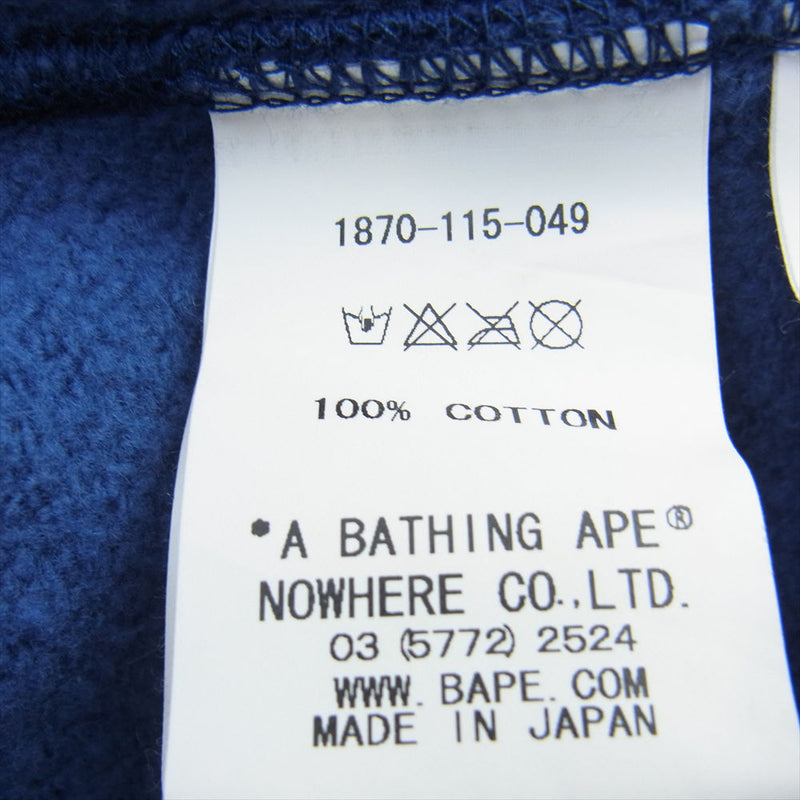 1870-115-049
100% COTTON
*A BATHING APE®
NOWHERE CO.,LTD.
03 (5772) 2524
WWW.BAPE.COM
MADE IN JAPAN